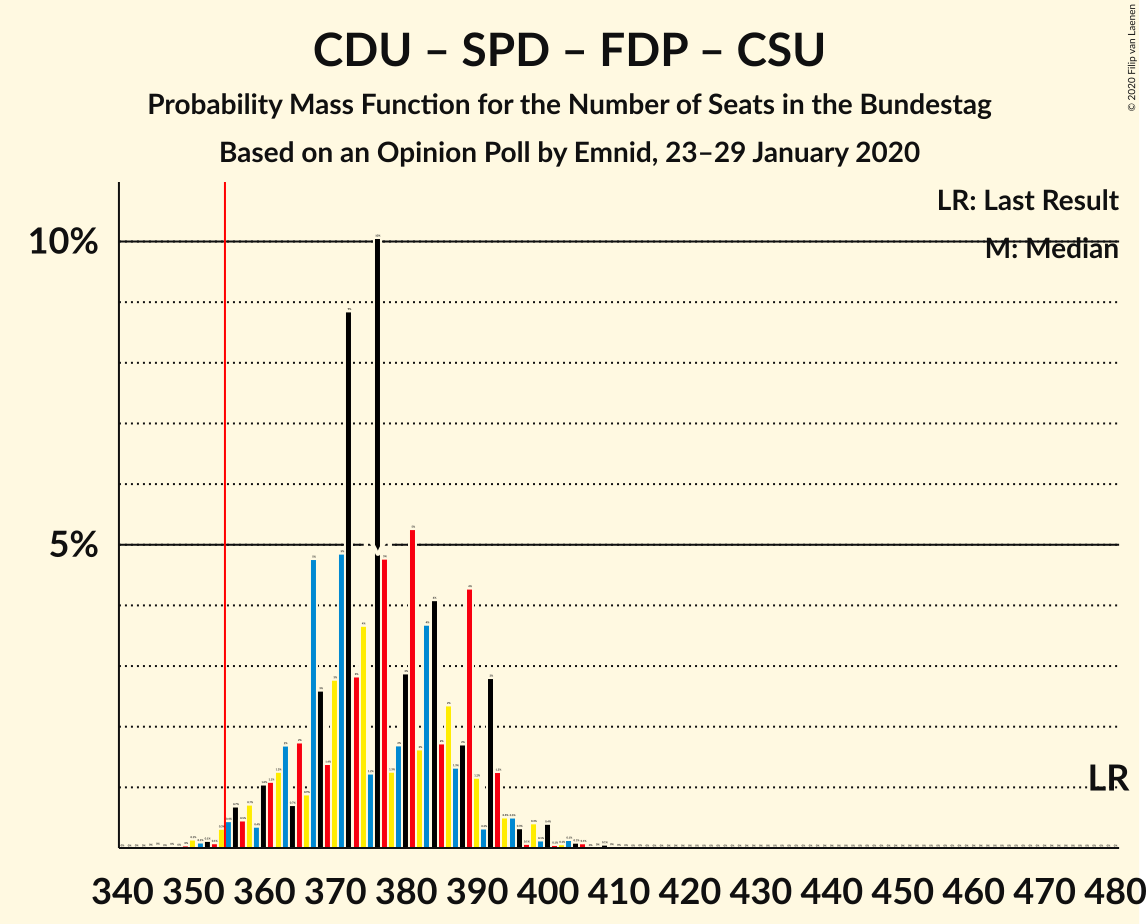 CDU – SPD – FDP – CSU
Probability Mass Function for the Number of Seats in the Bundestag
Based on an Opinion Poll by Emnid, 23–29 January 2020
© 2020 Filip van Laenen
LR: Last Result
M: Median
10%
5%
LR
340 350 360 370 380 390 400 410 420 430 440 450 460 470 480